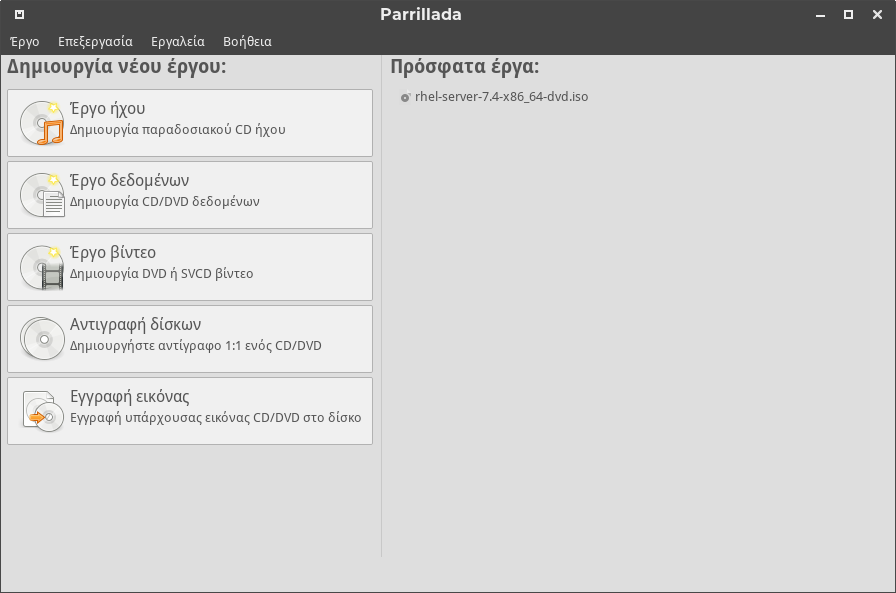 Parrillada
Έργο Επεξεργασία Εργαλεία Βοήθεια
Δημιουργία νέου έργου:
Έργο ήχου
Δημιουργία παραδοσιακού CD ήχου
Έργο δεδομένων
Δημιουργία CD/DVD δεδομένων
Έργο βίντεο
Δημιουργία DVD ή SVCD βίντεο
Αντιγραφή δίσκων
Δημιουργήστε αντίγραφο 1:1 ενός CD/DVD
Εγγραφή εικόνας
Εγγραφή υπάρχουσας εικόνας CD/DVD στο δίσκο
Πρόσφατα έργα:
rhel-server-7.4-x86_64-dvd.iso